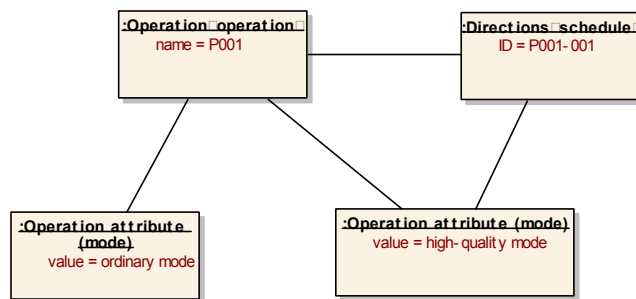 :Operation□operation□
name = P001
:Directions□schedule□
ID = P001-001
:Operation attribute
(mode)
value = ordinary mode
:Operation attribute (mode)
value = high-quality mode